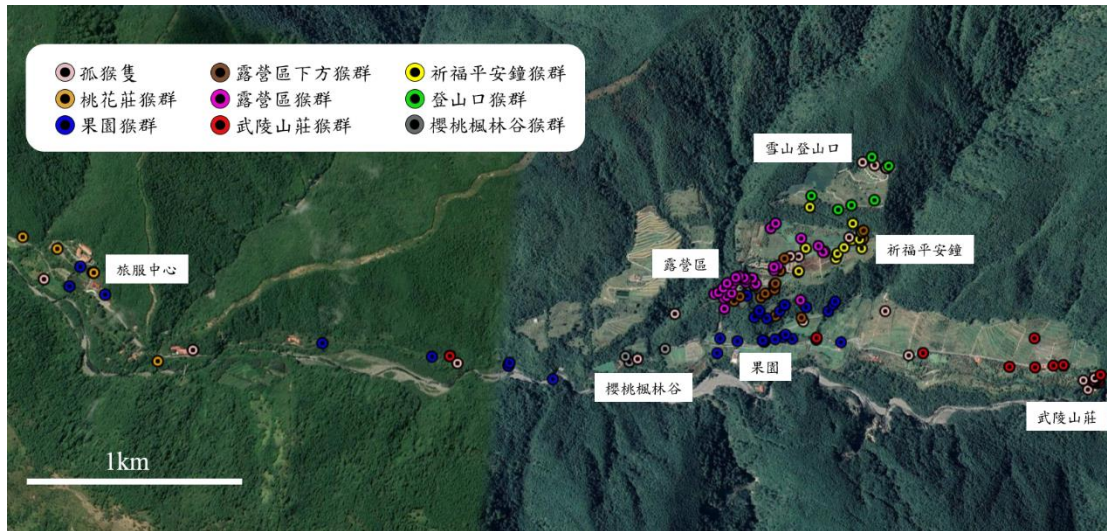 孤猴隻 露營區下方猴群 祈福平安鐘猴群
桃花莊猴群 露營區猴群 登山口猴群
果園猴群 武陵山莊猴群 櫻桃楓林谷猴群
雪山登山口
祈福平安鐘
露營區
旅服中心
果園
櫻桃楓林谷
武陵山莊
1km